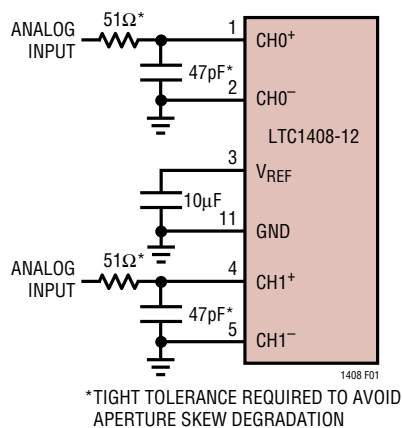 ANALOG
INPUT
51Ω*
47pF*
1
CH0+
2
CH0–
LTC1408-12
3
VREF
10µF
11
GND
ANALOG
INPUT
51Ω*
47pF*
4
CH1+
5
CH1–
1408 F01
*TIGHT TOLERANCE REQUIRED TO AVOID
APERTURE SKEW DEGRADATION